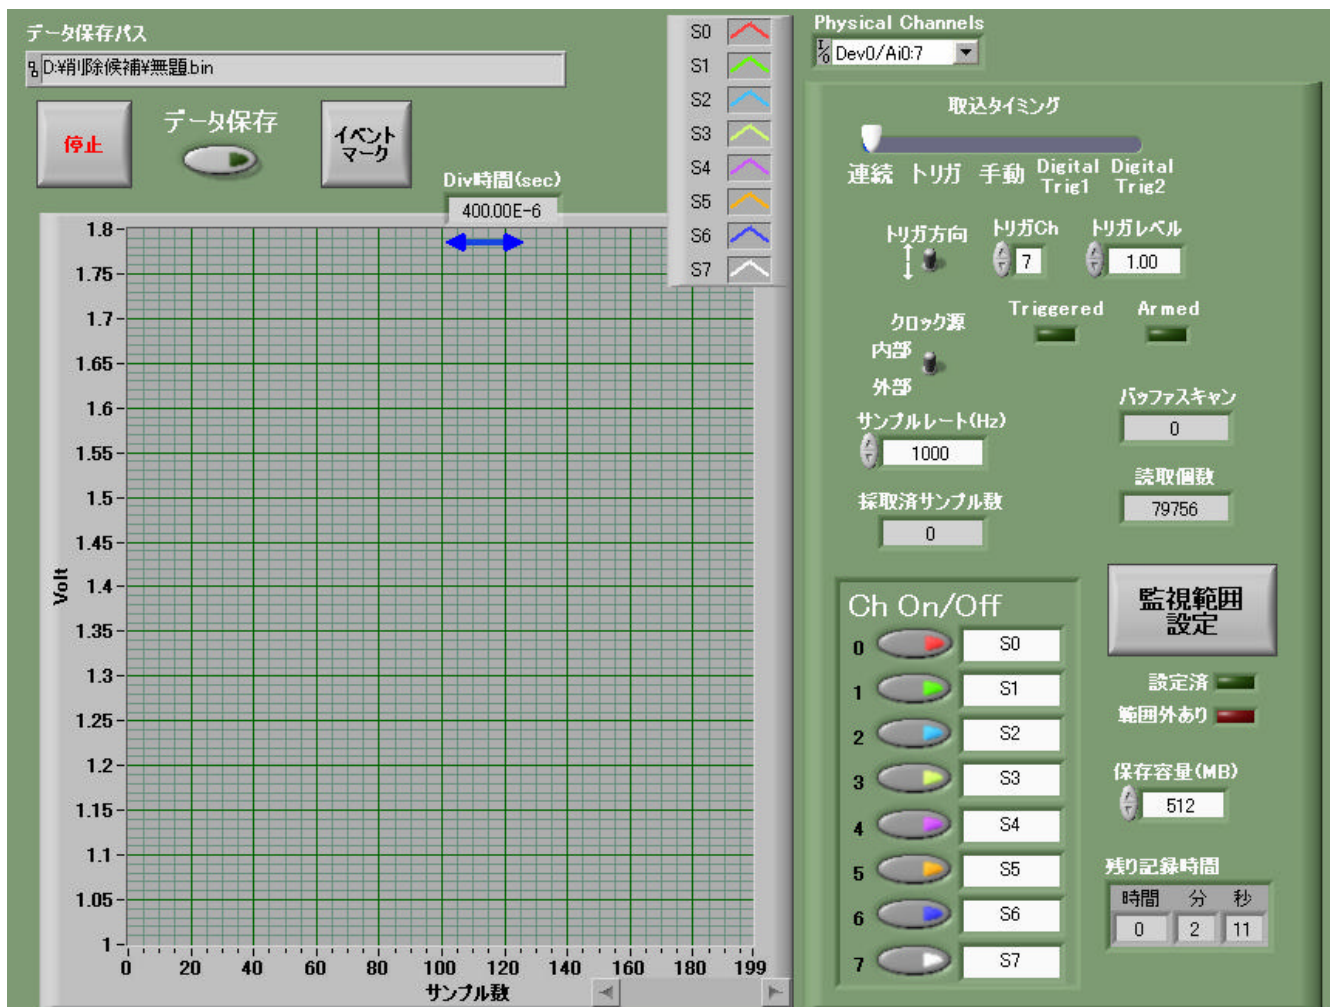 データ保存パス
D:¥削除候補¥無題.bin
停止
データ保存
イベント
マーク
Div時間(sec)
400.00E-6
S0
S1
S2
S3
S4
S5
S6
S7
1.8
1.75
1.7
1.65
1.6
1.55
1.5
1.45
1.4
1.35
1.3
1.25
1.2
1.15
1.1
1.05
1
Volt
0 20 40 60 80 100 120 140 160 180 199
サンプル数
Physical Channels
I/O Dev0/Ai0:7
取込タイミング
連続 トリガ 手動 Digital Trig1 Digital Trig2
トリガ方向 トリガCh トリガレベル
7 1.00
Triggered Armed
クロック源
内部
外部
サンプルレート(Hz)
1000
採取済サンプル数
0
バッファスキャン
0
読取個数
79756
Ch On/Off
0 S0
1 S1
2 S2
3 S3
4 S4
5 S5
6 S6
7 S7
監視範囲
設定
設定済
範囲外あり
保存容量(MB)
512
残り記録時間
時間 分 秒
0 2 11